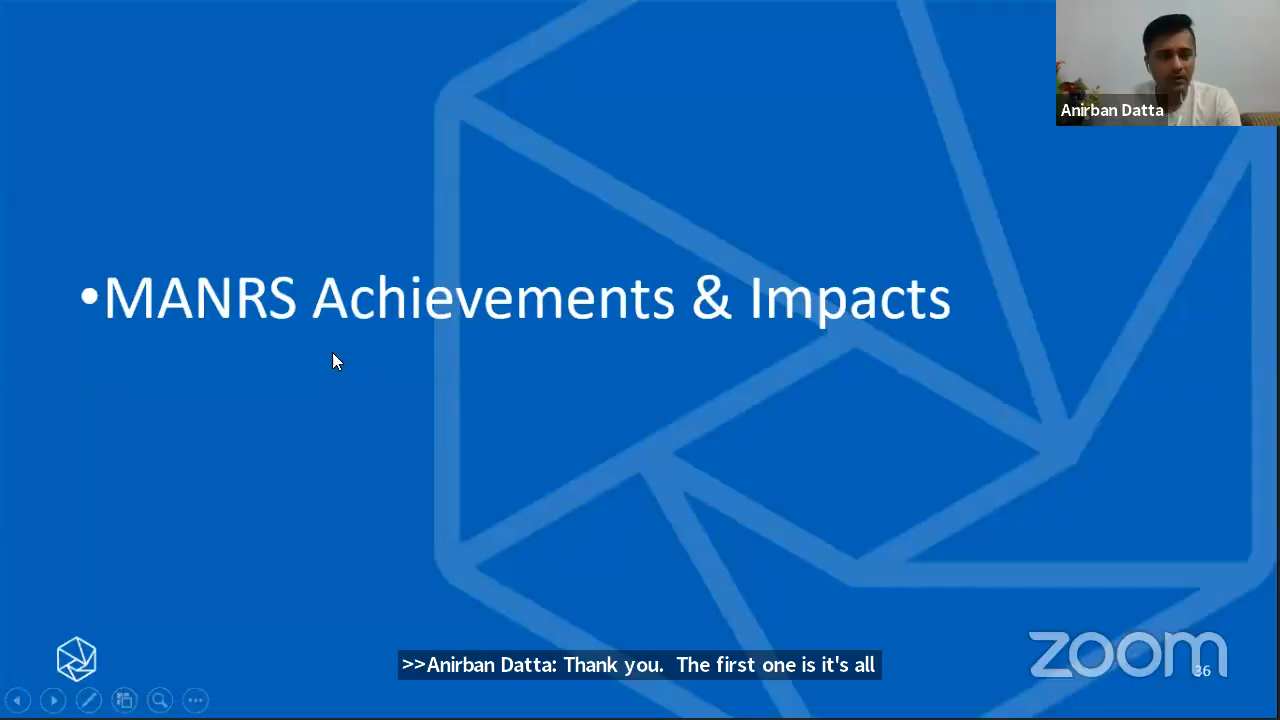 Anirban Datta
•MANRS Achievements & Impacts
>>Anirban Datta: Thank you.  The first one is it's all
zoom
36